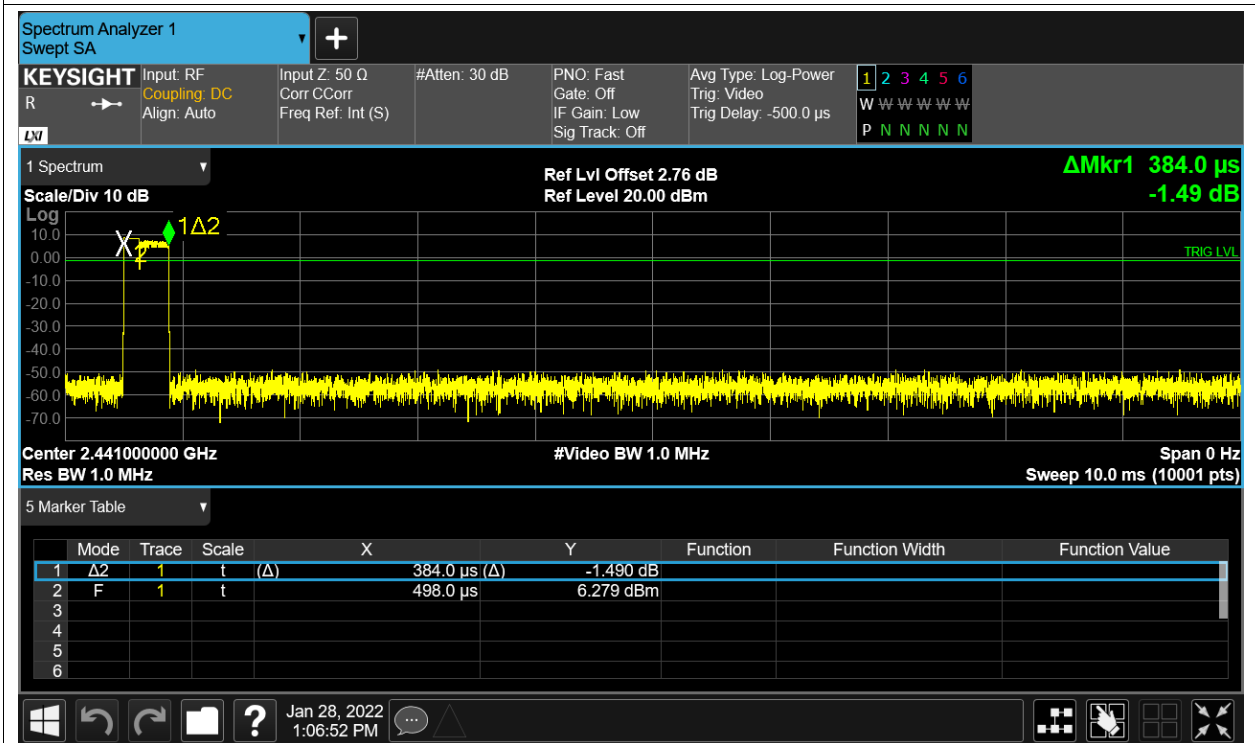 Spectrum Analyzer 1
Swept SA
+
KEYSIGHT
R
LXI
Input: RF
Coupling: DC
Align: Auto
Input Z: 50 Ω
Corr CCorr
Freq Ref: Int (S)
#Atten: 30 dB
PNO: Fast
Gate: Off
IF Gain: Low
Sig Track: Off
Avg Type: Log-Power
Trig: Video
Trig Delay: -500.0 µs
1 2 3 4 5 6
W W W W W W
P N N N N N
1 Spectrum
Scale/Div 10 dB
Ref Lvl Offset 2.76 dB
Ref Level 20.00 dBm
ΔMkr1 384.0 µs
-1.49 dB
Log
1Δ2
10.0
X
2
0.00
TRIG LVL
-10.0
-20.0
-30.0
-40.0
-50.0
-60.0
-70.0
Center 2.441000000 GHz
#Video BW 1.0 MHz
Span 0 Hz
Res BW 1.0 MHz
Sweep 10.0 ms (10001 pts)
5 Marker Table
Mode Trace Scale X Y Function Function Width Function Value
1 Δ2 1 t (Δ) 384.0 µs (Δ) -1.490 dB
2 F 1 t 498.0 µs 6.279 dBm
3
4
5
6
?
Jan 28, 2022
1:06:52 PM